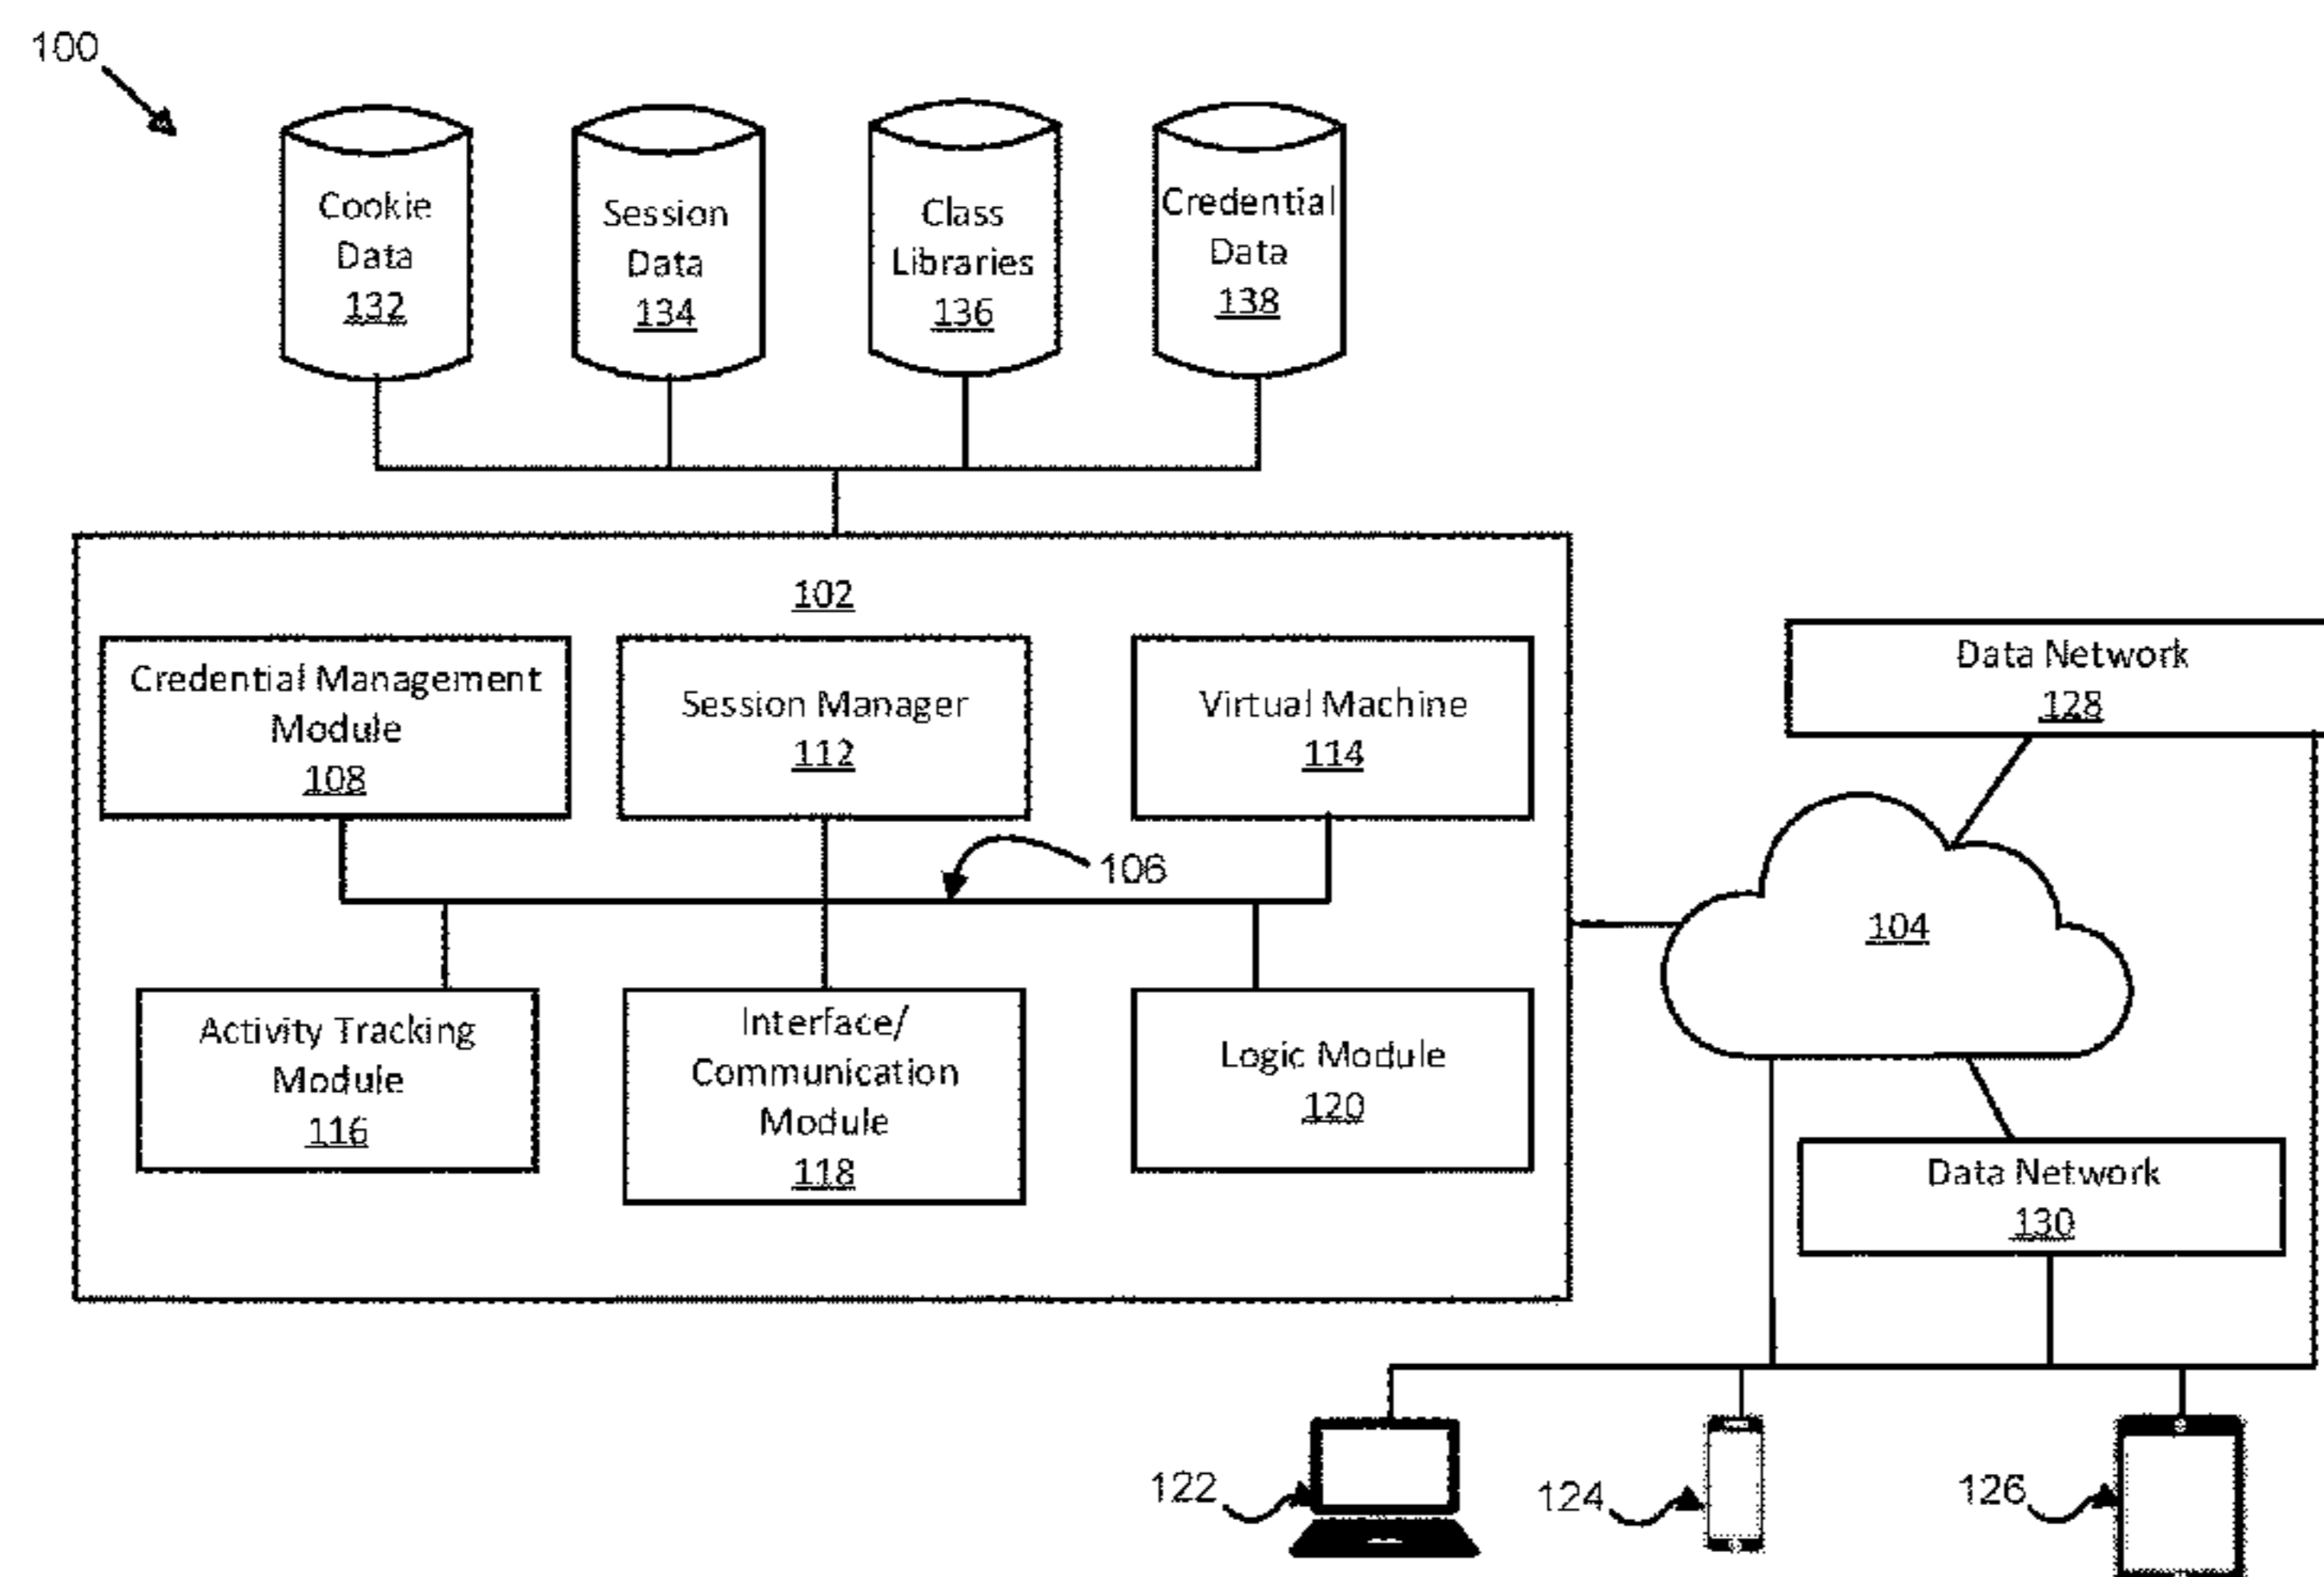 100
Cookie
Data
132
Session
Data
134
Class
Libraries
136
Credential
Data
138
102
Credential Management
Module
108
Session Manager
112
Virtual Machine
114
106
Activity Tracking
Module
116
Interface/
Communication
Module
118
Logic Module
120
Data Network
128
104
Data Network
130
122
124
126